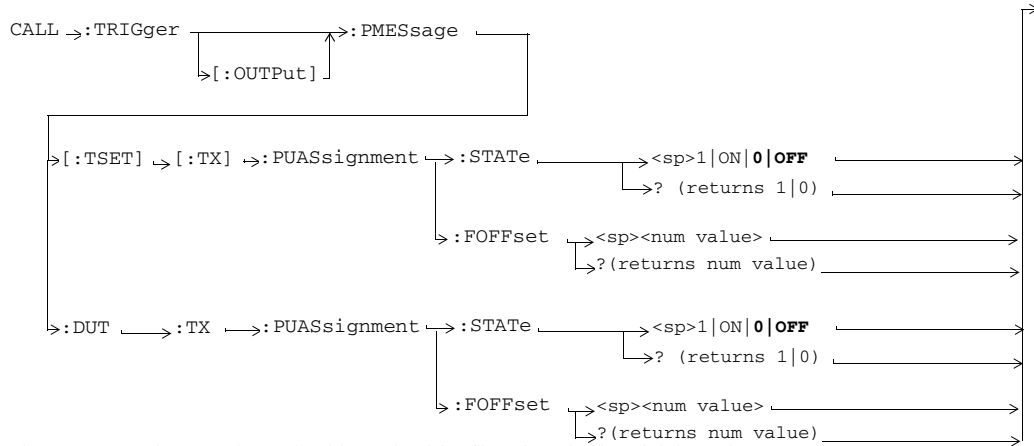 CALL :TRIGger :PMESsage
[:OUTPut]
[:TSET] [:TX] :PUASsignment :STATe <sp>1|ON|0|OFF
? (returns 1|0)
:FOFFset <sp><num value>
?(returns num value)
:DUT :TX :PUASsignment :STATe <sp>1|ON|0|OFF
? (returns 1|0)
:FOFFset <sp><num value>
?(returns num value)